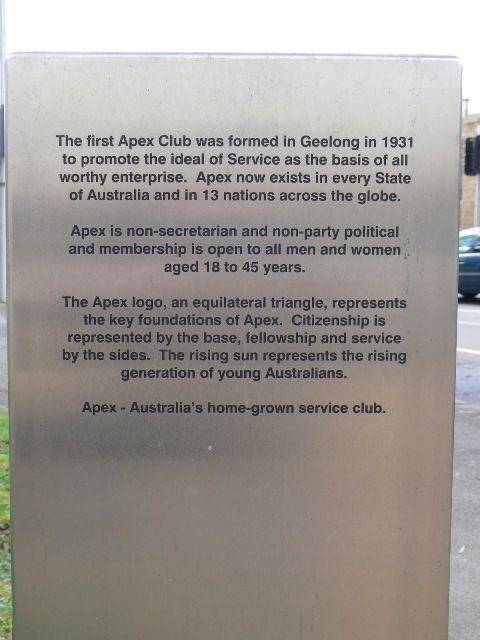 The first Apex Club was formed in Geelong in 1931
to promote the ideal of Service as the basis of all
worthy enterprise. Apex now exists in every State
of Australia and in 13 nations across the globe.
Apex is non-secretarian and non-party political
and membership is open to all men and women
aged 18 to 45 years.
The Apex logo, an equilateral triangle, represents
the key foundations of Apex. Citizenship is
represented by the base, fellowship and service
by the sides. The rising sun represents the rising
generation of young Australians.
Apex - Australia's home-grown service club.